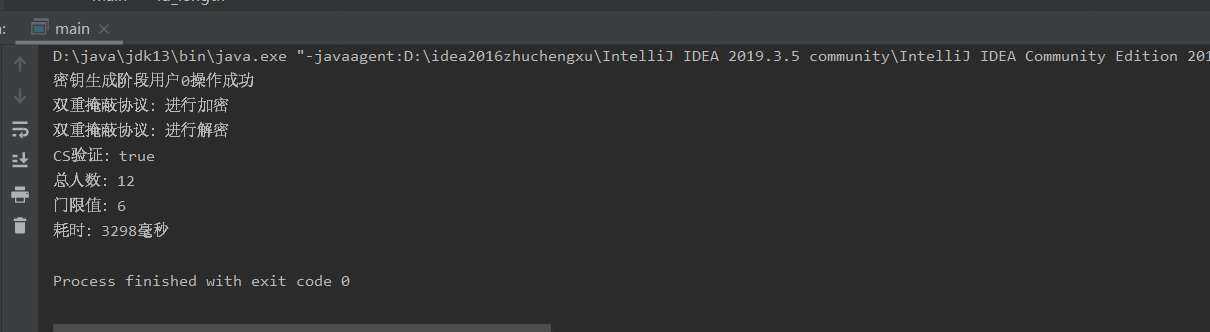 main
D:\java\jdk13\bin\java.exe "-javaagent:D:\idea2016zhuchengxu\IntelliJ IDEA 2019.3.5 community\IntelliJ IDEA Community Edition 201
密钥生成阶段用户0操作成功
双重掩蔽协议: 进行加密
双重掩蔽协议: 进行解密
CS验证: true
总人数: 12
门限值: 6
耗时: 3298毫秒
Process finished with exit code 0